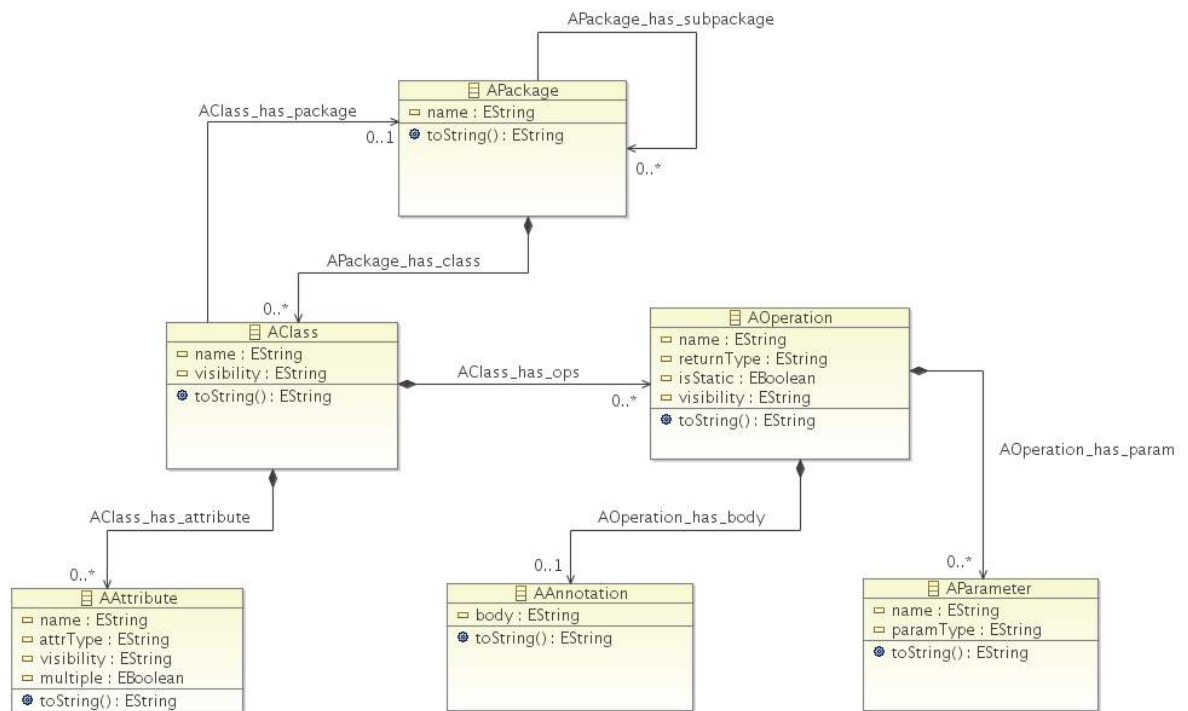 APackage_has_subpackage
APackage
name : EString
toString() : EString
AClass_has_package
0..1
0..*
APackage_has_class
0..*
AClass
name : EString
visibility : EString
toString() : EString
AClass_has_ops
0..*
AOperation
name : EString
returnType : EString
isStatic : EBoolean
visibility : EString
toString() : EString
AOperation_has_param
0..*
AClass_has_attribute
0..*
AOperation_has_body
0..1
AAttribute
name : EString
attrType : EString
visibility : EString
multiple : EBoolean
toString() : EString
AAnnotation
body : EString
toString() : EString
AParameter
name : EString
paramType : EString
toString() : EString